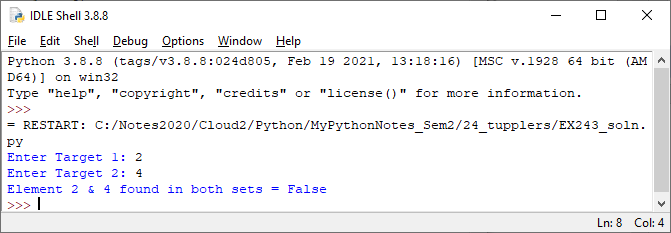 IDLE Shell 3.8.8
File Edit Shell Debug Options Window Help
Python 3.8.8 (tags/v3.8.8:024d805, Feb 19 2021, 13:18:16) [MSC v.1928 64 bit (AM
D64)] on win32
Type "help", "copyright", "credits" or "license()" for more information.
>>>
= RESTART: C:/Notes2020/Cloud2/Python/MyPythonNotes_Sem2/24_tupplers/EX243_soln.
py
Enter Target 1: 2
Enter Target 2: 4
Element 2 & 4 found in both sets = False
>>>
Ln: 8 Col: 4